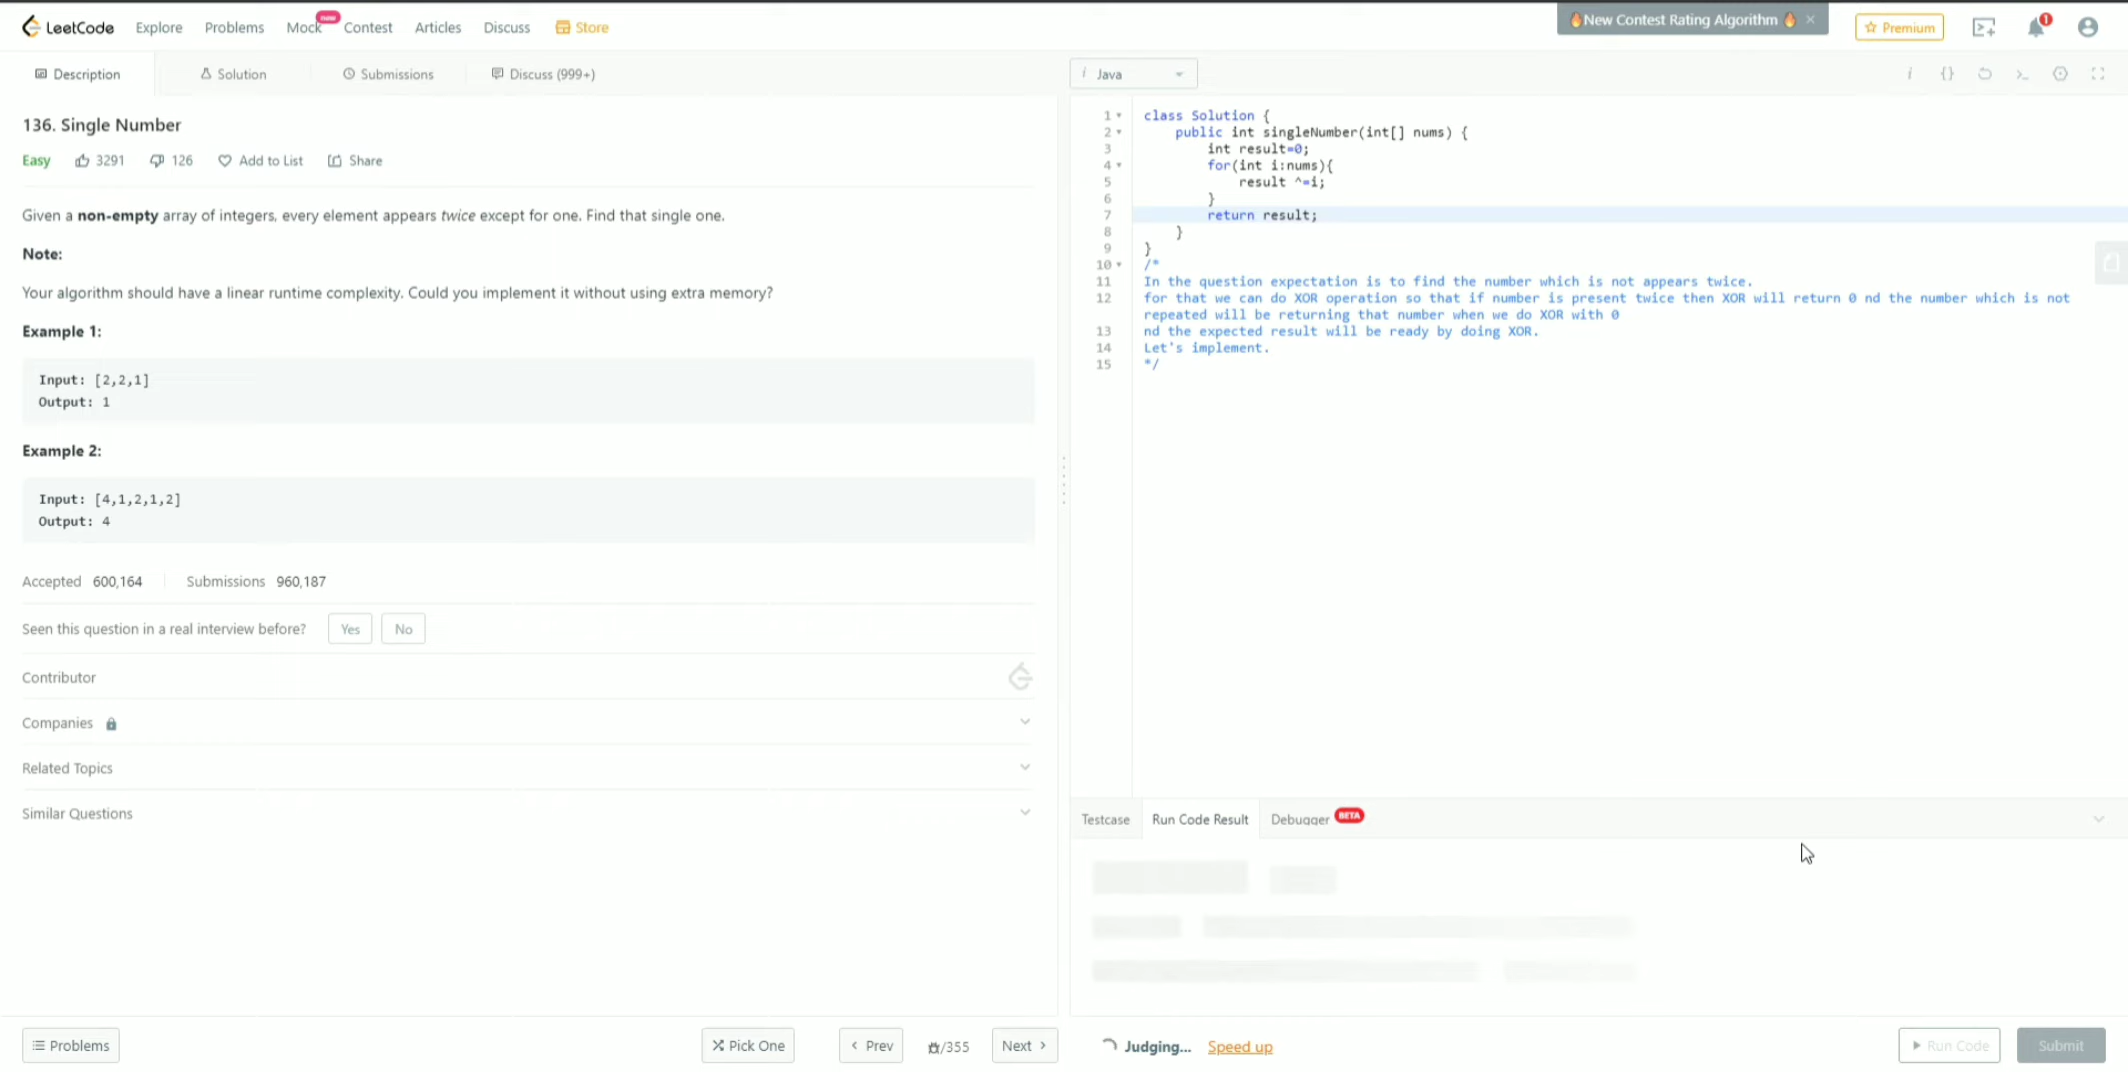 LeetCode Explore Problems Mock new Contest Articles Discuss Store
🔥New Contest Rating Algorithm 🔥 ×
Premium
1
Description Solution Submissions Discuss (999+)
136. Single Number
Easy 3291 126 Add to List Share
Given a non-empty array of integers, every element appears twice except for one. Find that single one.
Note:
Your algorithm should have a linear runtime complexity. Could you implement it without using extra memory?
Example 1:
Input: [2,2,1]
Output: 1
Example 2:
Input: [4,1,2,1,2]
Output: 4
Accepted 600,164 Submissions 960,187
Seen this question in a real interview before? Yes No
Contributor
Companies
Related Topics
Similar Questions
Problems Pick One < Prev /355 Next >
i Java
i {}
1 class Solution {
2 public int singleNumber(int[] nums) {
3 int result=0;
4 for(int i:nums){
5 result ^=i;
6 }
7 return result;
8 }
9 }
10 /*
11 In the question expectation is to find the number which is not appears twice.
12 for that we can do XOR operation so that if number is present twice then XOR will return 0 nd the number which is not
repeated will be returning that number when we do XOR with 0
13 nd the expected result will be ready by doing XOR.
14 Let's implement.
15 */
Testcase Run Code Result Debugger BETA
Judging... Speed up
Run Code Submit